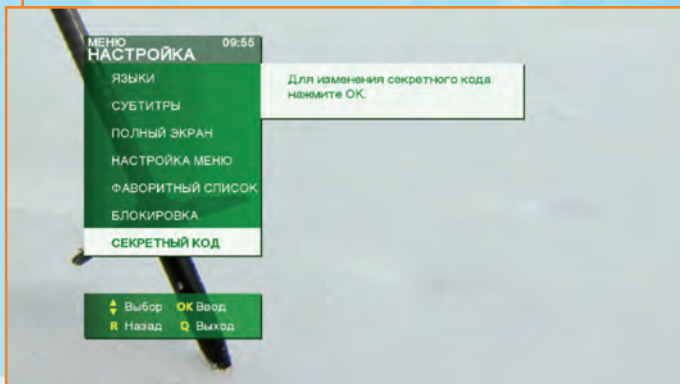 МЕНЮ 09:55
НАСТРОЙКА
ЯЗЫКИ
СУБТИТРЫ
ПОЛНЫЙ ЭКРАН
НАСТРОЙКА МЕНЮ
ФАВОРИТНЫЙ СПИСОК
БЛОКИРОВКА
СЕКРЕТНЫЙ КОД
Для изменения секретного кода
нажмите OK.
Выбор OK Ввод
R Назад Q Выход